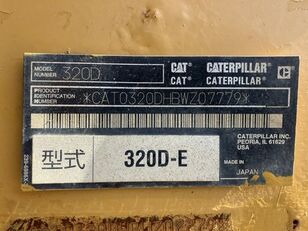 MODEL NUMBER 320D CAT CATERPILLAR
CAT CATERPILLAR
PRODUCT IDENTIFICATION NUMBER *CAT0320DHBWZ07779*
CATERPILLAR INC.
PEORIA, IL 61629
USA
型式 320D-E
MADE IN
JAPAN